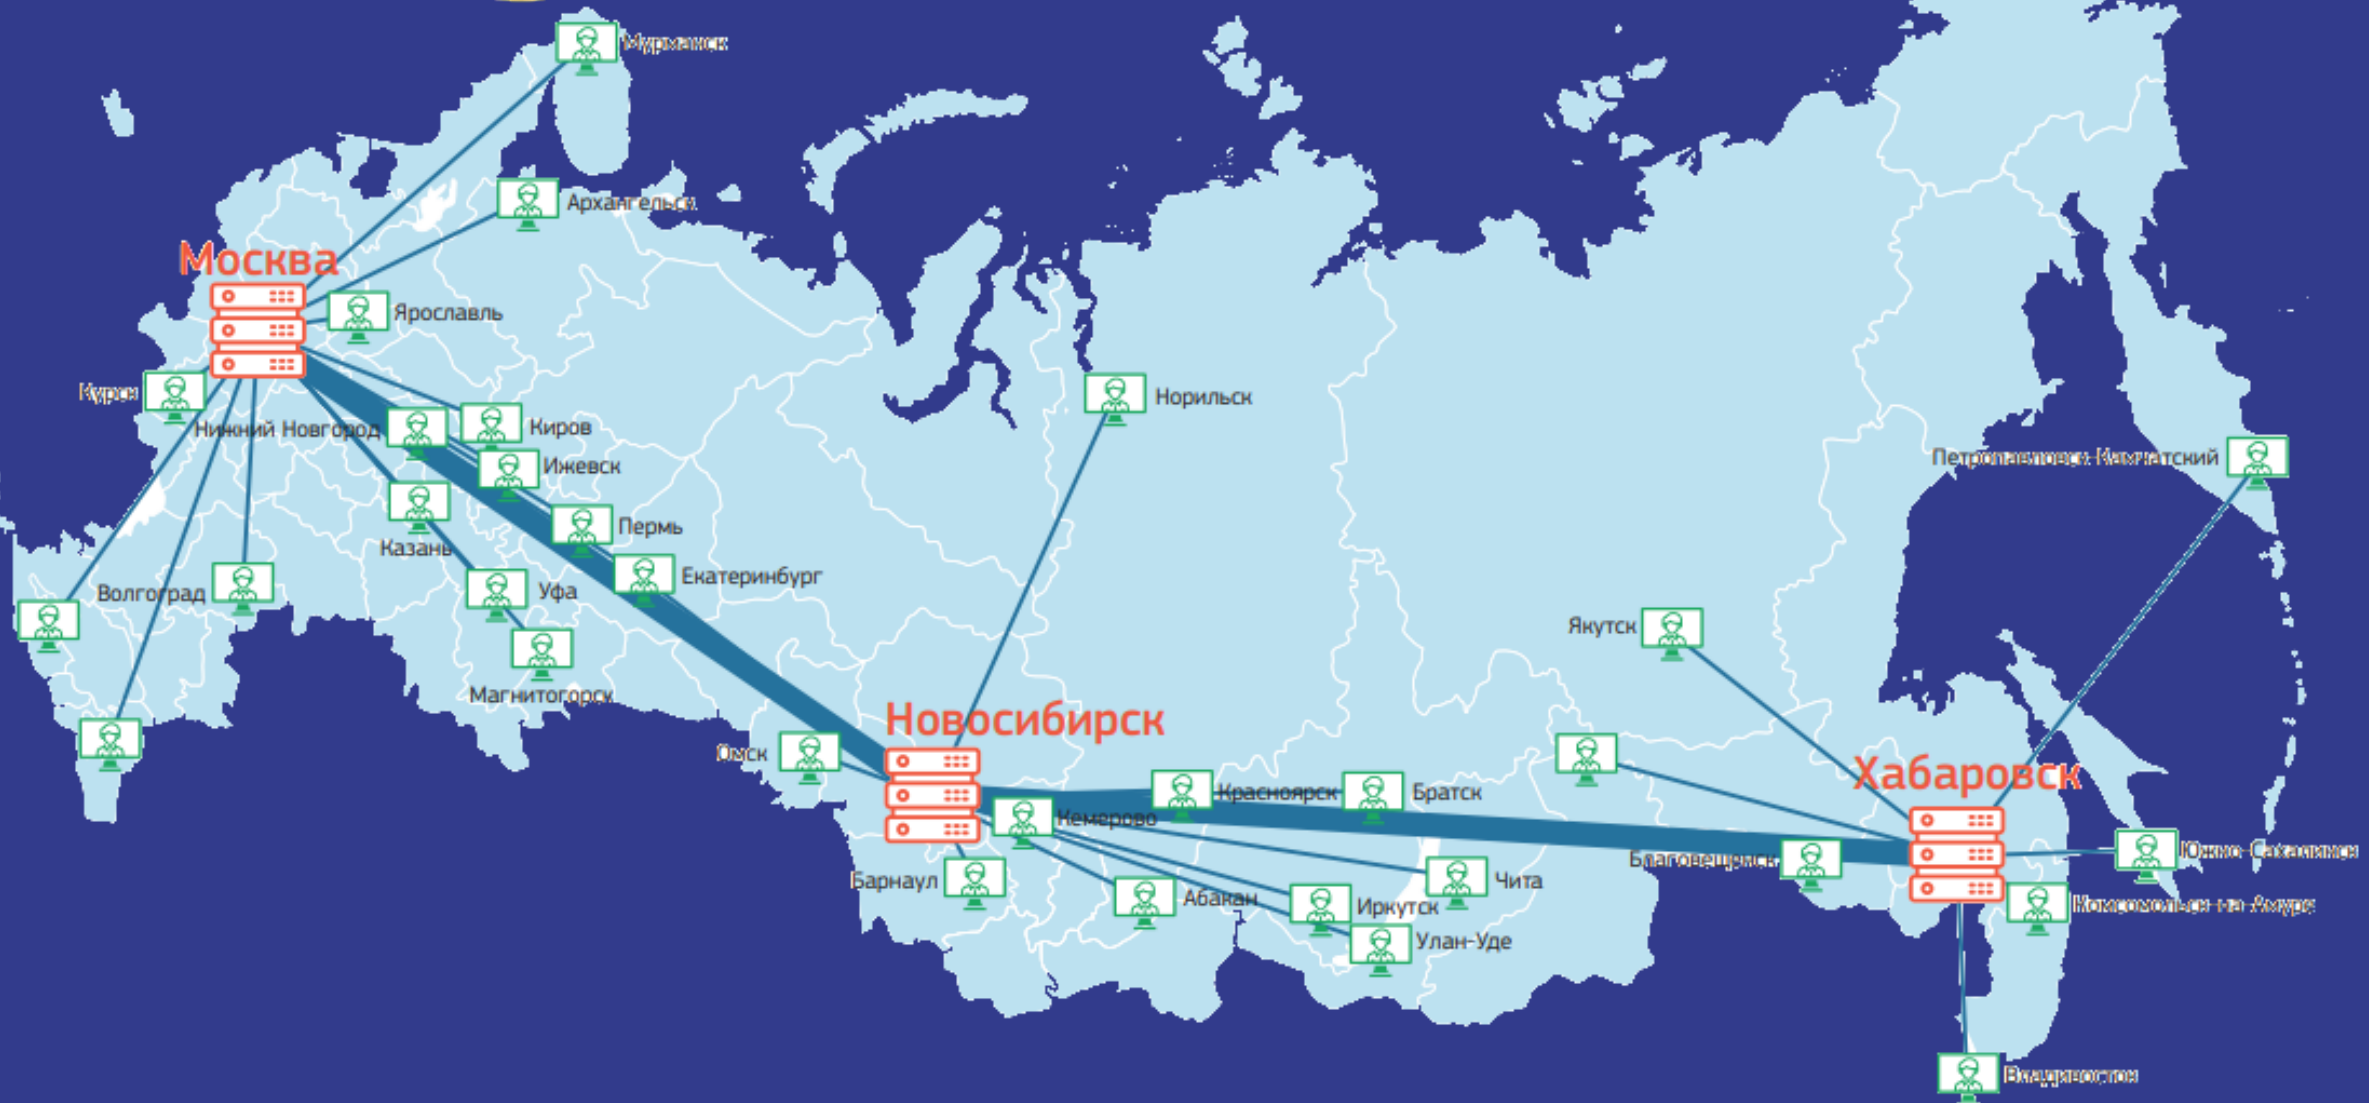 Мурманск
Архангельск
Москва
Ярославль
Курск
Норильск
Нижний Новгород
Киров
Петропавловск-Камчатский
Ижевск
Пермь
Казань
Екатеринбург
Волгоград
Уфа
Якутск
Магнитогорск
Новосибирск
Омск
Хабаровск
Красноярск
Братск
Кемерово
Благовещенск
Южно-Сахалинск
Барнаул
Чита
Абакан
Иркутск
Комсомольск-на-Амуре
Улан-Уде
Владивосток